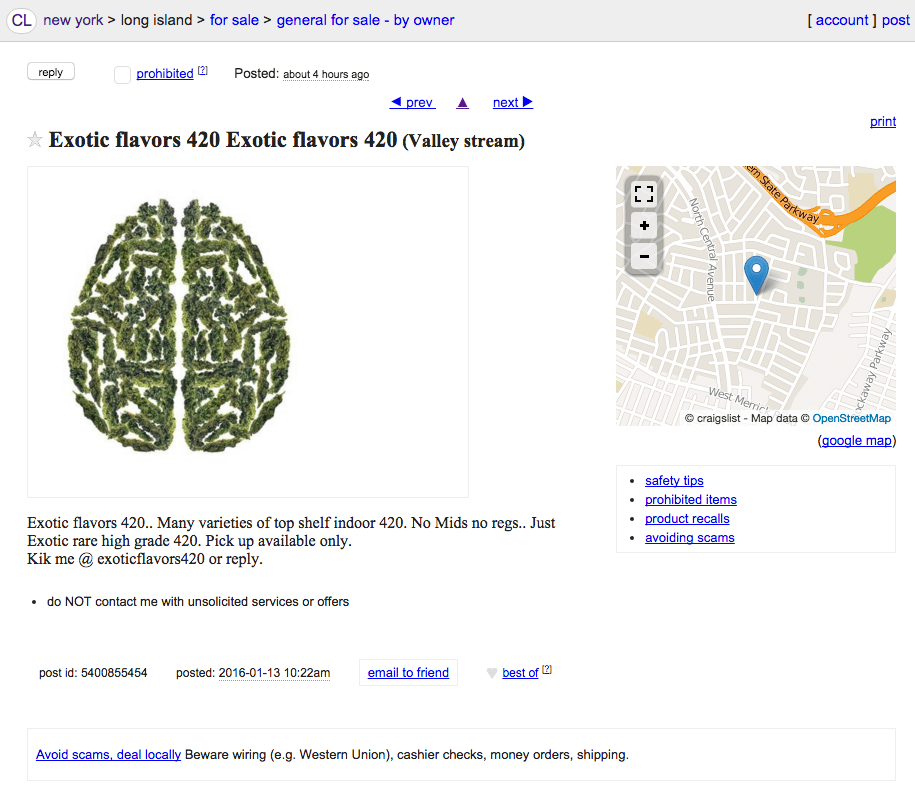 CL new york > long island > for sale > general for sale - by owner [ account ] post
reply prohibited [?] Posted: about 4 hours ago
◀ prev ▲ next ▶
print
☆ Exotic flavors 420 Exotic flavors 420 (Valley stream)
ern State Parkway
North Central Avenue
+
−
West Merric
ckaway Parkway
© craigslist - Map data © OpenStreetMap
(google map)
• safety tips
• prohibited items
• product recalls
• avoiding scams
Exotic flavors 420.. Many varieties of top shelf indoor 420. No Mids no regs.. Just
Exotic rare high grade 420. Pick up available only.
Kik me @ exoticflavors420 or reply.
• do NOT contact me with unsolicited services or offers
post id: 5400855454 posted: 2016-01-13 10:22am email to friend ♥ best of [?]
Avoid scams, deal locally Beware wiring (e.g. Western Union), cashier checks, money orders, shipping.